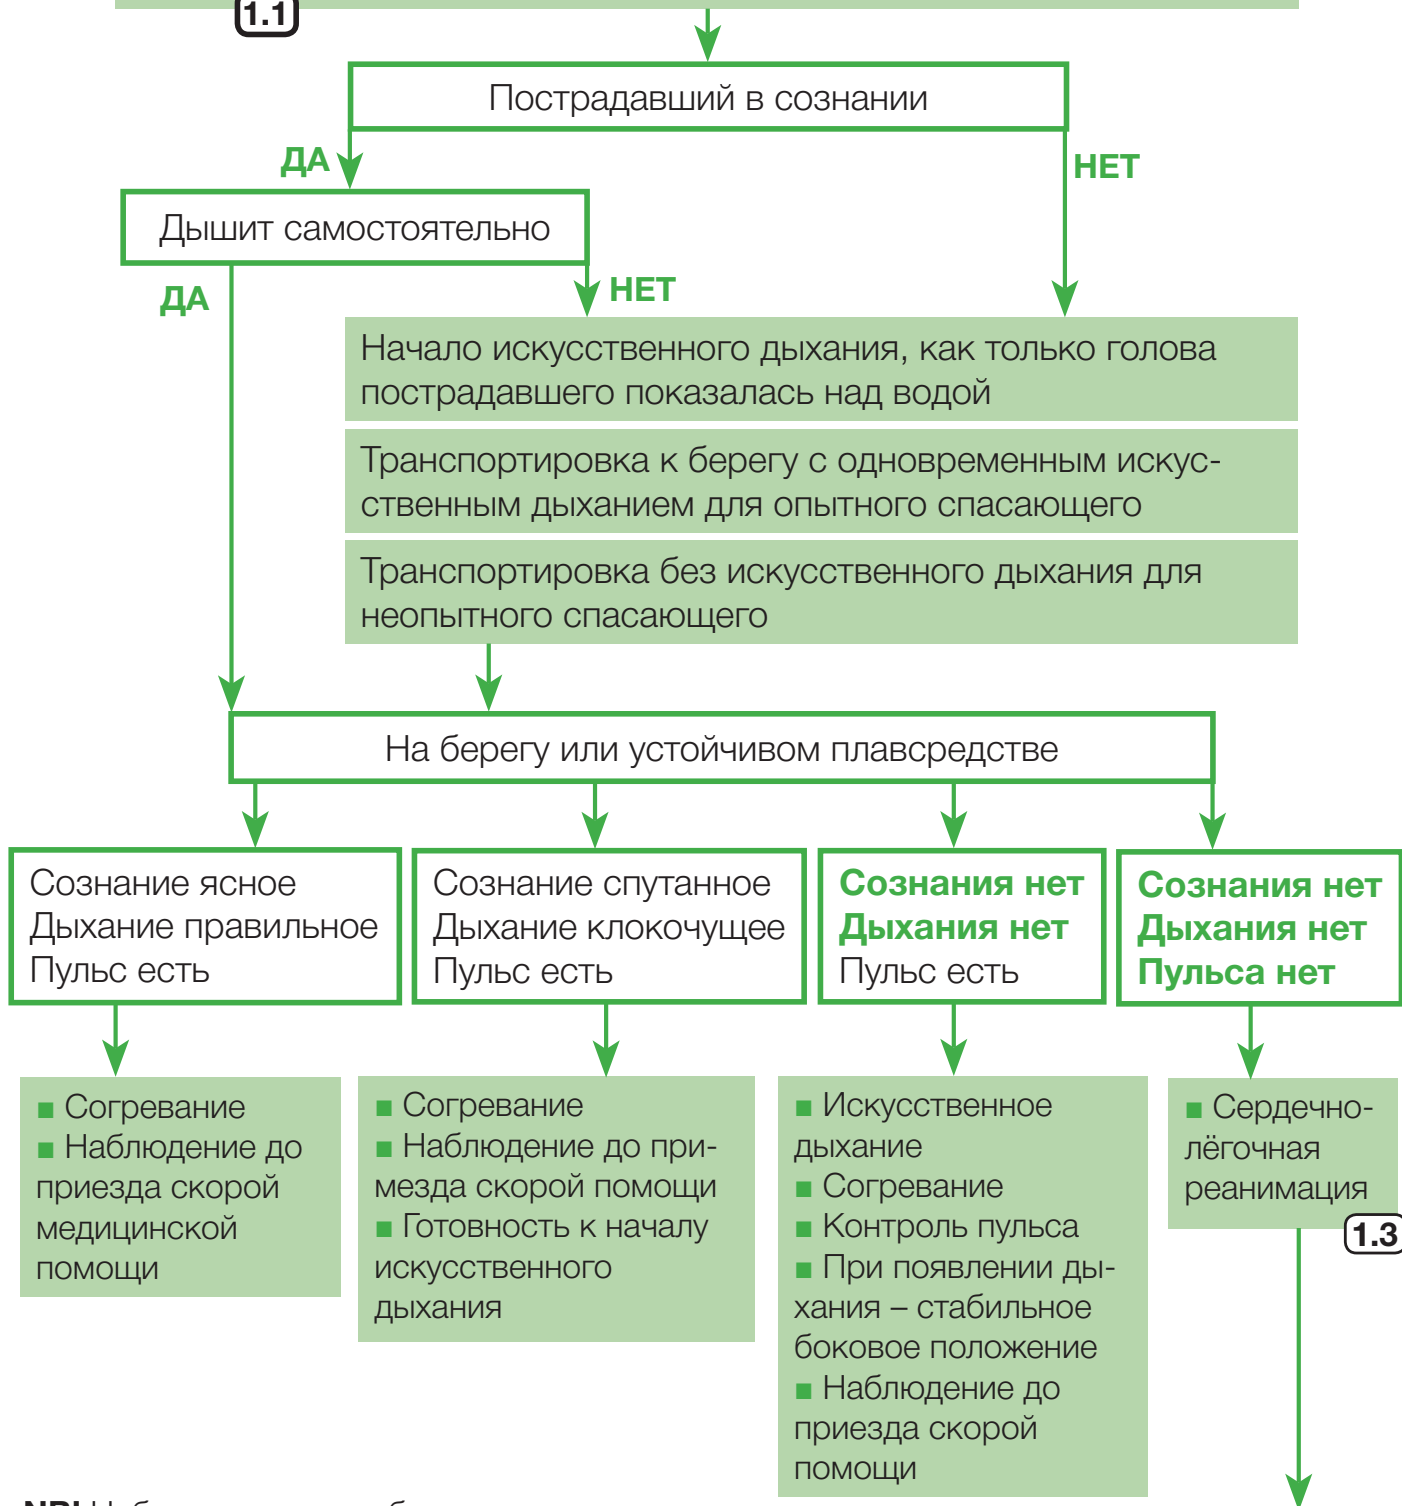 1.1
Пострадавший в сознании
ДА
НЕТ
Дышит самостоятельно
ДА
НЕТ
Начало искусственного дыхания, как только голова
пострадавшего показалась над водой
Транспортировка к берегу с одновременным искус-
ственным дыханием для опытного спасающего
Транспортировка без искусственного дыхания для
неопытного спасающего
На берегу или устойчивом плавсредстве
Сознание ясное
Дыхание правильное
Пульс есть
Сознание спутанное
Дыхание клокочущее
Пульс есть
Сознания нет
Дыхания нет
Пульс есть
Сознания нет
Дыхания нет
Пульса нет
■ Согревание
■ Наблюдение до
приезда скорой
медицинской
помощи
■ Согревание
■ Наблюдение до при-
мезда скорой помощи
■ Готовность к началу
искусственного
дыхания
■ Искусственное
дыхание
■ Согревание
■ Контроль пульса
■ При появлении ды-
хания – стабильное
боковое положение
■ Наблюдение до
приезда скорой
помощи
■ Сердечно-
лёгочная
реанимация
1.3